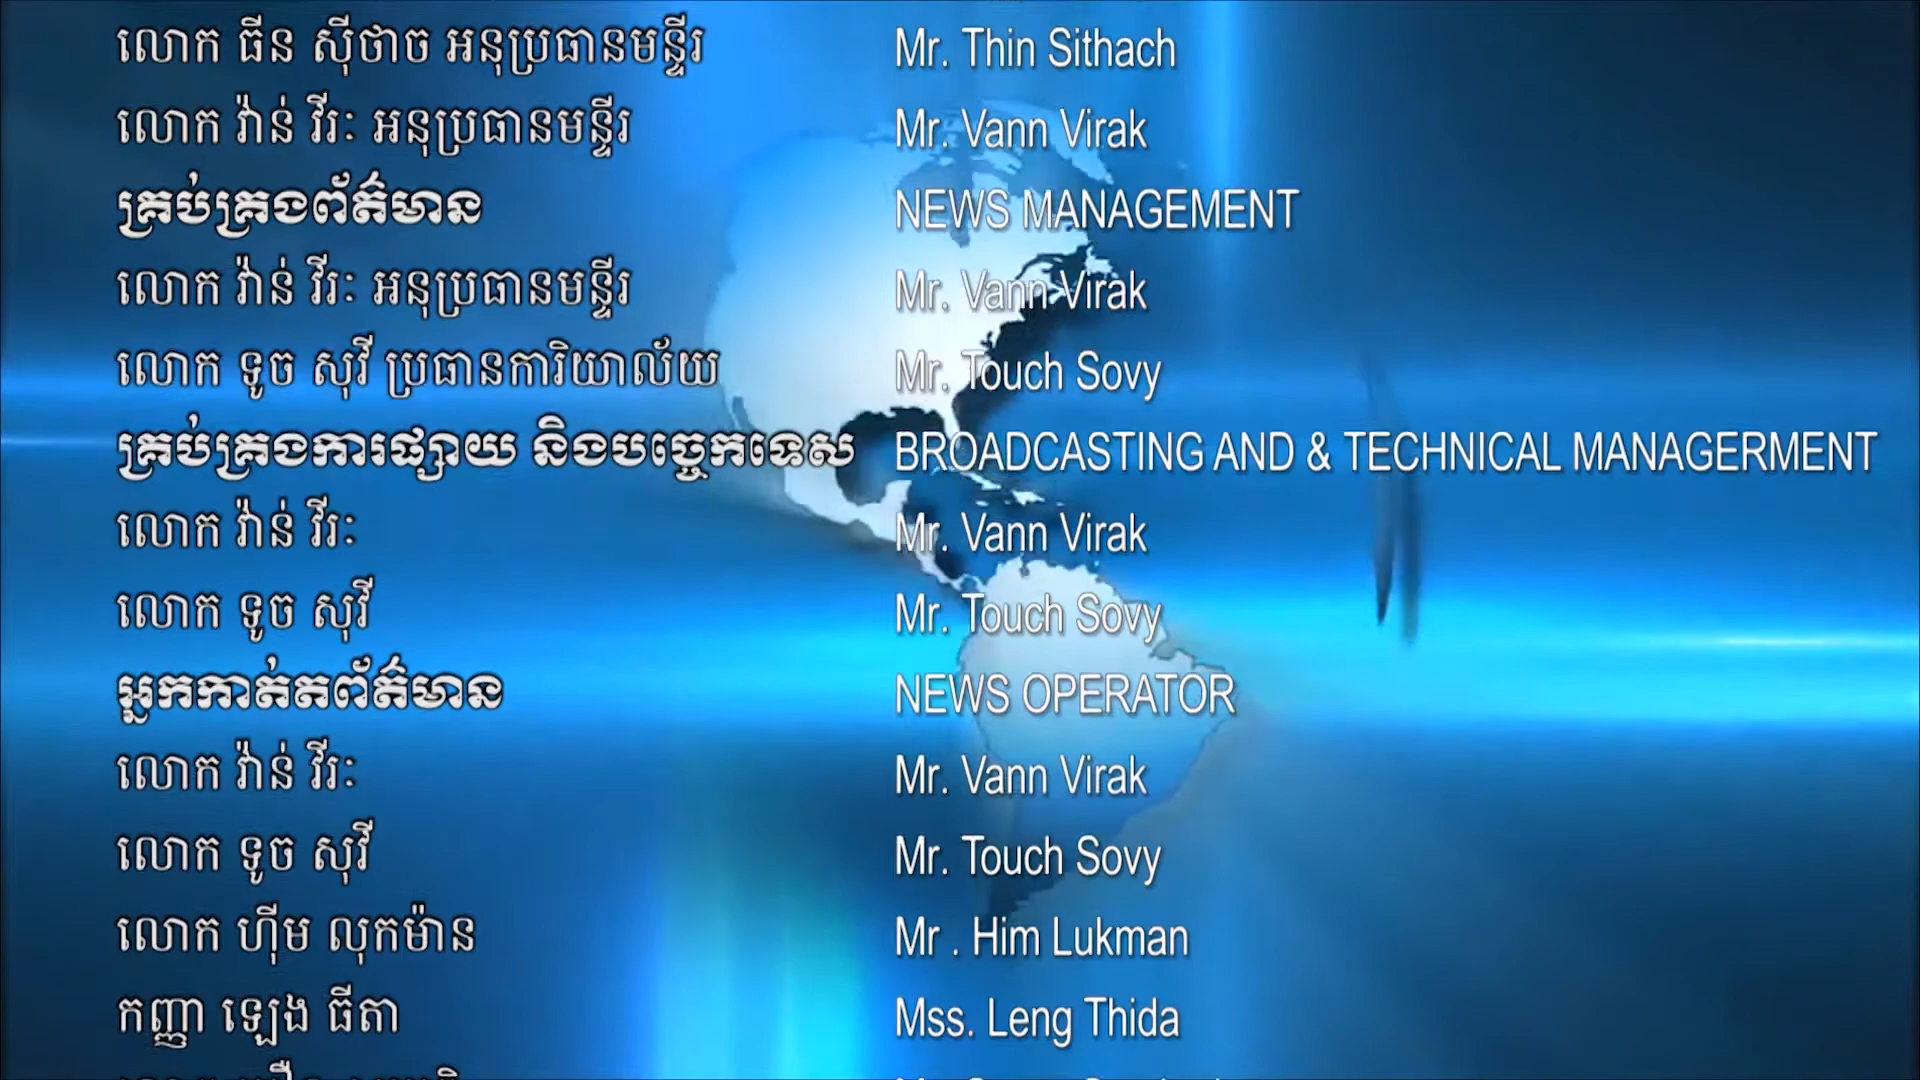 លោក ធីន ស៊ីថាច អនុប្រធានមន្ទីរ Mr. Thin Sithach
លោក វ៉ាន់ វីរៈ អនុប្រធានមន្ទីរ Mr. Vann Virak
គ្រប់គ្រងព័ត៌មាន NEWS MANAGEMENT
លោក វ៉ាន់ វីរៈ អនុប្រធានមន្ទីរ Mr. Vann Virak
លោក ទូច សុវី ប្រធានការិយាល័យ Mr. Touch Sovy
គ្រប់គ្រងការផ្សាយ និងបច្ចេកទេស BROADCASTING AND & TECHNICAL MANAGERMENT
លោក វ៉ាន់ វីរៈ Mr. Vann Virak
លោក ទូច សុវី Mr. Touch Sovy
អ្នកកាត់តព័ត៌មាន NEWS OPERATOR
លោក វ៉ាន់ វីរៈ Mr. Vann Virak
លោក ទូច សុវី Mr. Touch Sovy
លោក ហ៊ីម លុកម៉ាន Mr . Him Lukman
កញ្ញា ឡេង ធីតា Mss. Leng Thida